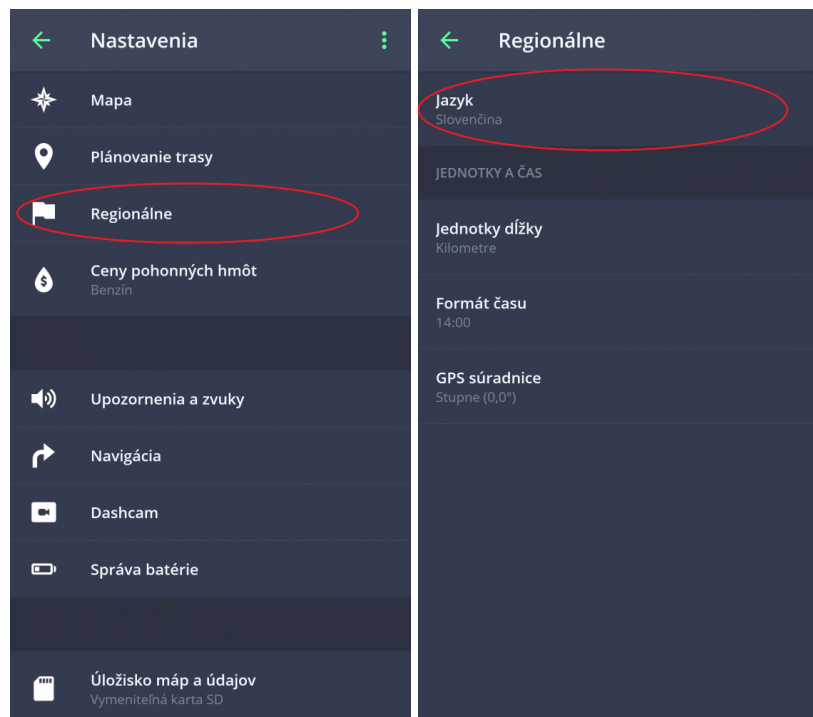 Nastavenia
Mapa
Plánovanie trasy
Regionálne
Ceny pohonných hmôt
Benzín
Upozornenia a zvuky
Navigácia
Dashcam
Správa batérie
Úložisko máp a údajov
Vymeniteľná karta SD
Regionálne
Jazyk
Slovenčina
JEDNOTKY A ČAS
Jednotky dĺžky
Kilometre
Formát času
14:00
GPS súradnice
Stupne (0,0°)